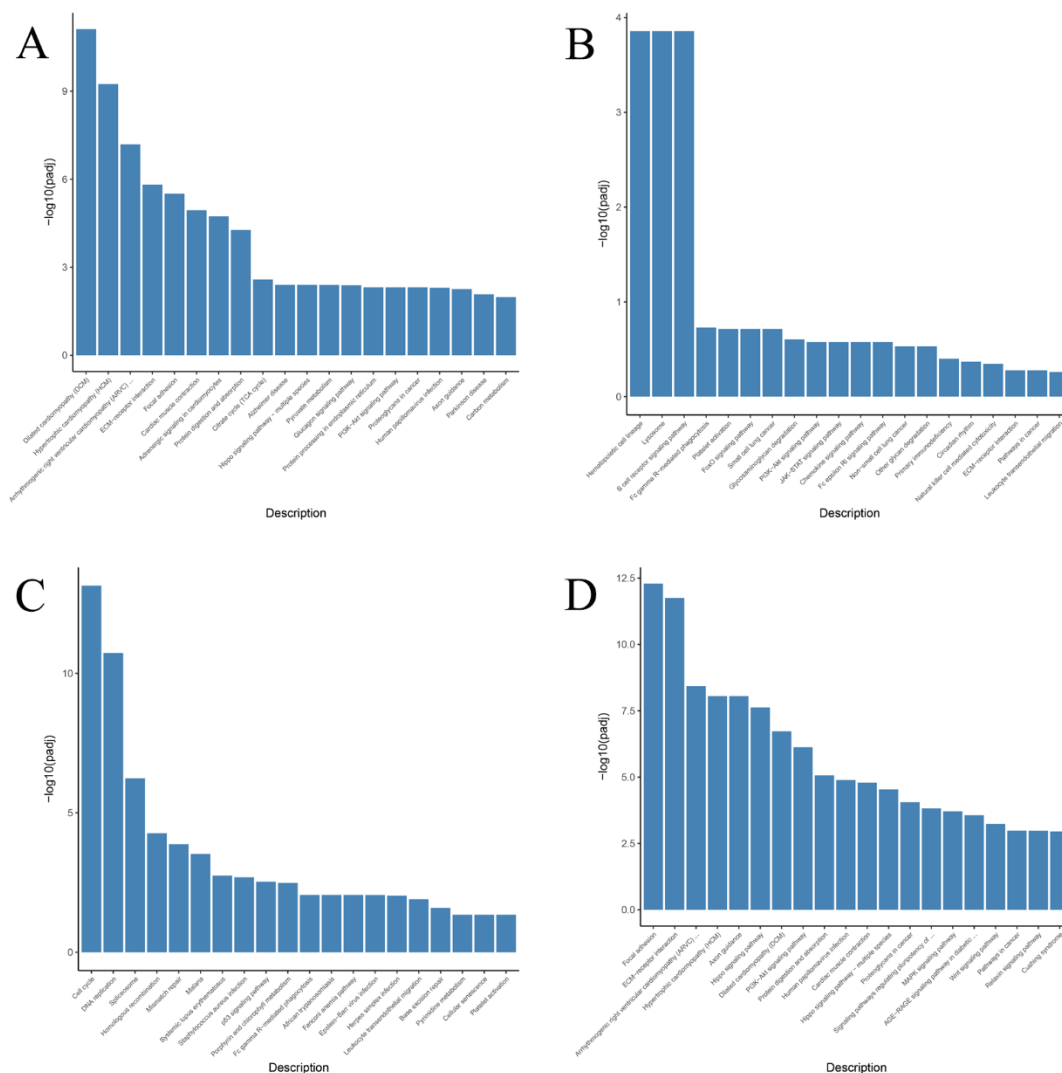 A
−log10(padj)
9
6
3
0
Dilated cardiomyopathy (DCM)
Hypertrophic cardiomyopathy (HCM)
Arrhythmogenic right ventricular cardiomyopathy (ARVC) ...
ECM−receptor interaction
Focal adhesion
Cardiac muscle contraction
Adrenergic signaling in cardiomyocytes
Protein digestion and absorption
Citrate cycle (TCA cycle)
Alzheimer disease
Hippo signaling pathway − multiple species
Pyruvate metabolism
Glucagon signaling pathway
Protein processing in endoplasmic reticulum
PI3K−Akt signaling pathway
Proteoglycans in cancer
Human papillomavirus infection
Axon guidance
Parkinson disease
Carbon metabolism
Description
B
−log10(padj)
4
3
2
1
0
Hematopoietic cell lineage
Lysosome
B cell receptor signaling pathway
Fc gamma R−mediated phagocytosis
Platelet activation
FoxO signaling pathway
Small cell lung cancer
Glycosaminoglycan degradation
PI3K−Akt signaling pathway
JAK−STAT signaling pathway
Chemokine signaling pathway
Fc epsilon RI signaling pathway
Non−small cell lung cancer
Other glycan degradation
Primary immunodeficiency
Circadian rhythm
Natural killer cell mediated cytotoxicity
ECM−receptor interaction
Pathways in cancer
Leukocyte transendothelial migration
Description
C
−log10(padj)
10
5
0
Cell cycle
DNA replication
Spliceosome
Homologous recombination
Mismatch repair
Malaria
Systemic lupus erythematosus
Staphylococcus aureus infection
p53 signaling pathway
Porphyrin and chlorophyll metabolism
Fc gamma R−mediated phagocytosis
African trypanosomiasis
Fanconi anemia pathway
Epstein−Barr virus infection
Herpes simplex infection
Leukocyte transendothelial migration
Base excision repair
Pyrimidine metabolism
Cellular senescence
Platelet activation
Description
D
−log10(padj)
12.5
10.0
7.5
5.0
2.5
0.0
Focal adhesion
ECM−receptor interaction
Arrhythmogenic right ventricular cardiomyopathy (ARVC) ...
Hypertrophic cardiomyopathy (HCM)
Axon guidance
Hippo signaling pathway
Dilated cardiomyopathy (DCM)
PI3K−Akt signaling pathway
Protein digestion and absorption
Human papillomavirus infection
Cardiac muscle contraction
Hippo signaling pathway − multiple species
Proteoglycans in cancer
Signaling pathways regulating pluripotency of ...
MAPK signaling pathway
AGE−RAGE signaling pathway in diabetic ...
Wnt signaling pathway
Pathways in cancer
Relaxin signaling pathway
Cushing syndrome
Description